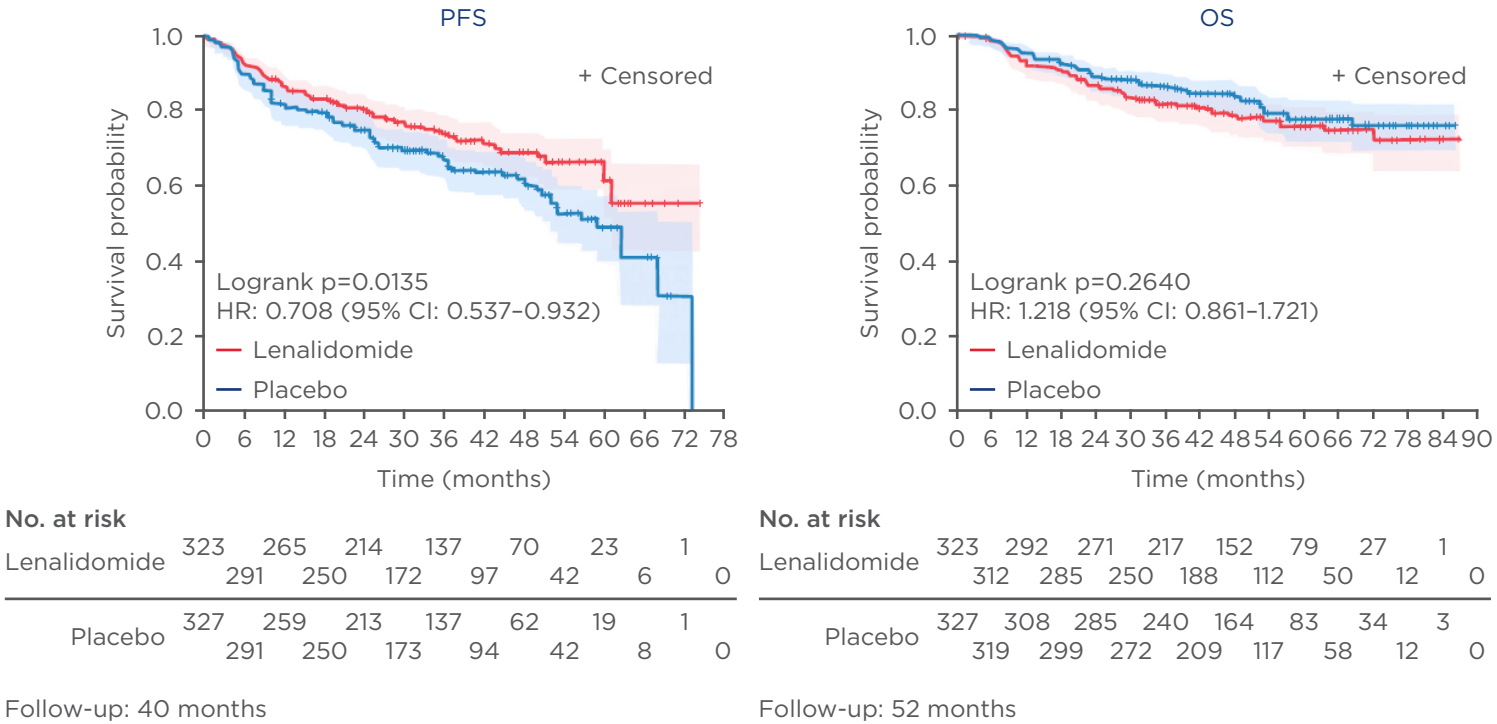 PFS
1.0
0.8
0.6
0.4
0.2
0.0
Survival probability
+ Censored
Logrank p=0.0135
HR: 0.708 (95% CI: 0.537–0.932)
Lenalidomide
Placebo
0 6 12 18 24 30 36 42 48 54 60 66 72 78
Time (months)
No. at risk
Lenalidomide
323 265 214 137 70 23 1
291 250 172 97 42 6 0
Placebo
327 259 213 137 62 19 1
291 250 173 94 42 8 0
Follow-up: 40 months
OS
1.0
0.8
0.6
0.4
0.2
0.0
Survival probability
+ Censored
Logrank p=0.2640
HR: 1.218 (95% CI: 0.861–1.721)
Lenalidomide
Placebo
0 6 12 18 24 30 36 42 48 54 60 66 72 78 84 90
Time (months)
No. at risk
Lenalidomide
323 292 271 217 152 79 27 1
312 285 250 188 112 50 12 0
Placebo
327 308 285 240 164 83 34 3
319 299 272 209 117 58 12 0
Follow-up: 52 months